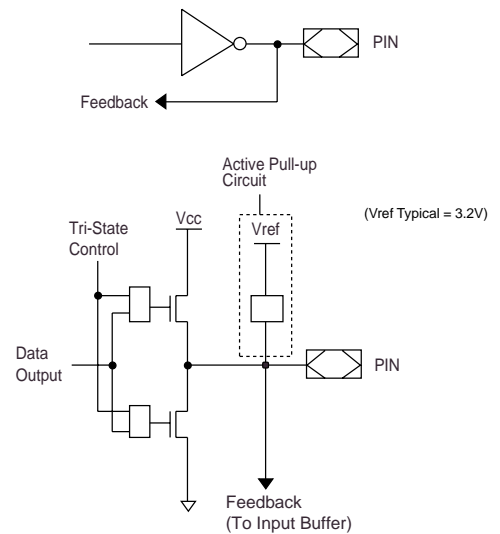 PIN
Feedback
Active Pull-up
Circuit
(Vref Typical = 3.2V)
Vcc
Vref
Tri-State
Control
Data
Output
PIN
Feedback
(To Input Buffer)